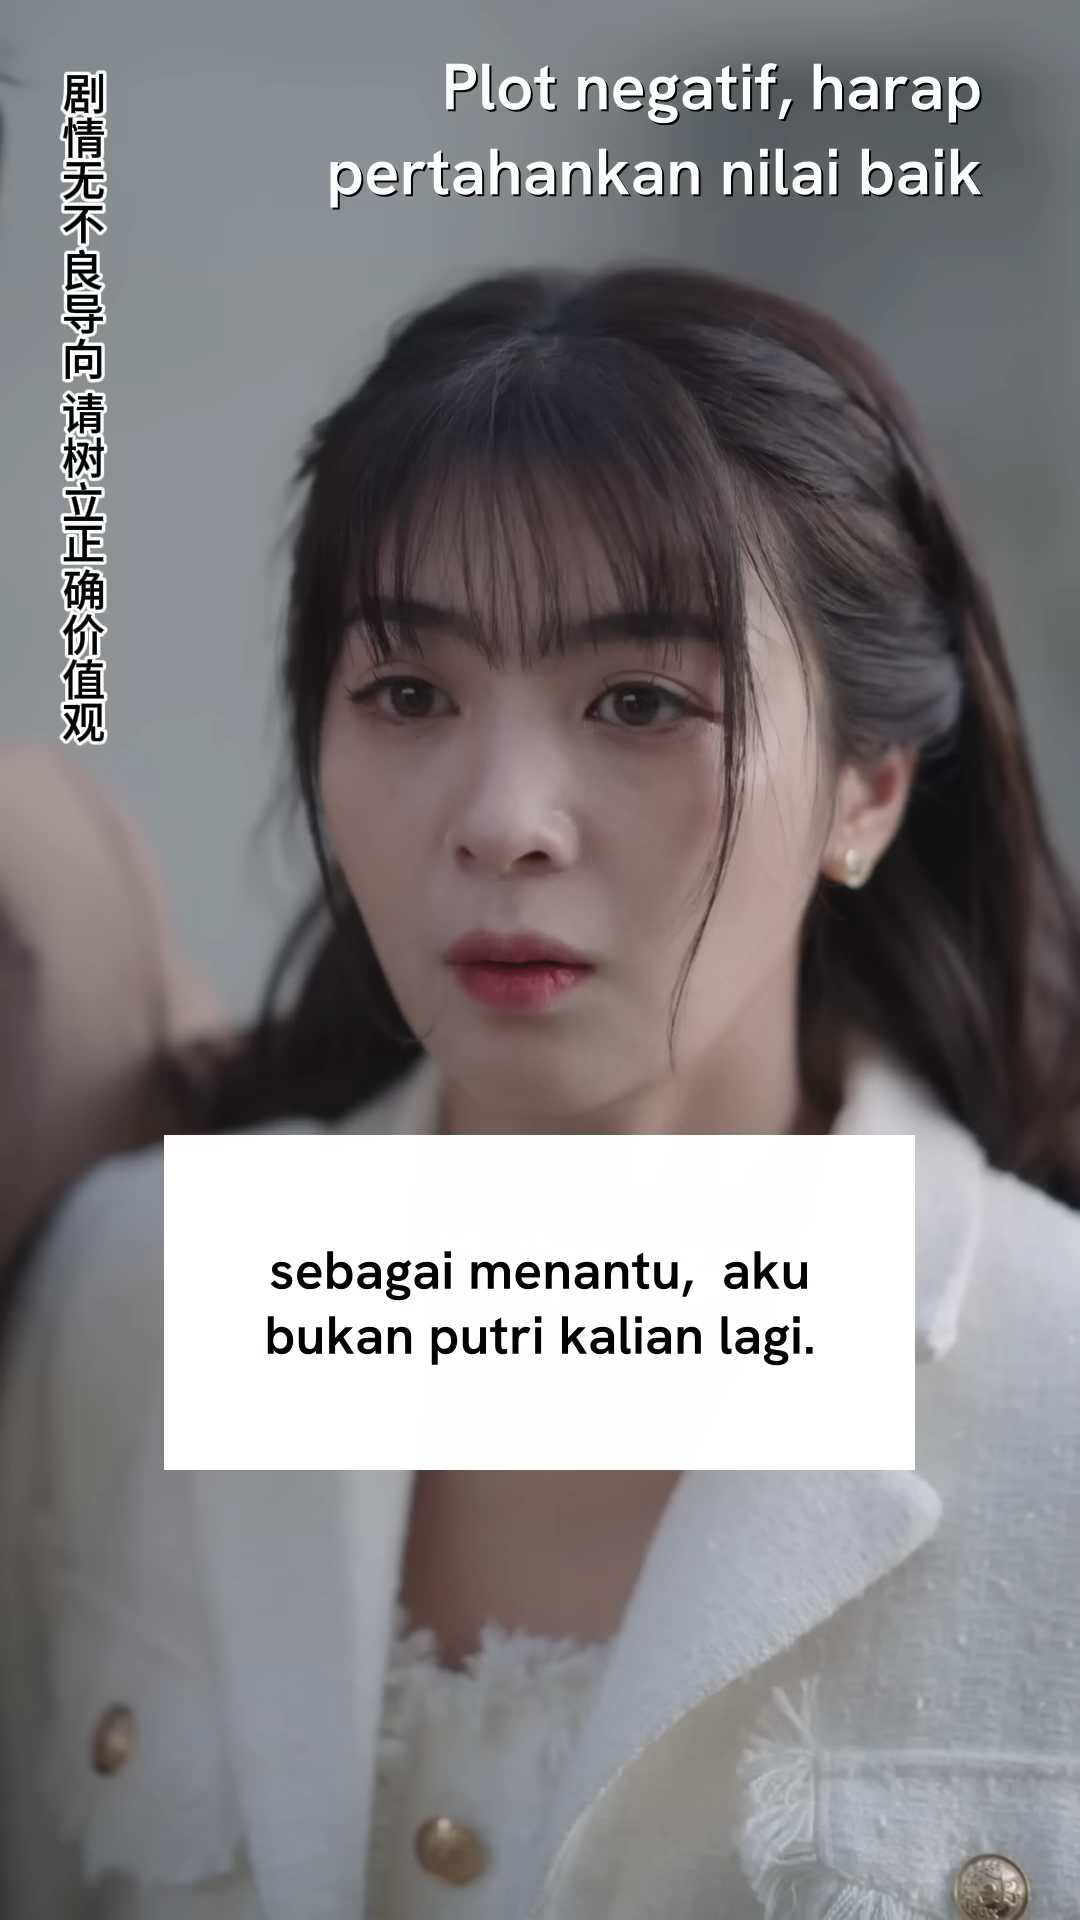 剧情无不良导向 请树立正确价值观
Plot negatif, harap
pertahankan nilai baik
sebagai menantu, aku
bukan putri kalian lagi.